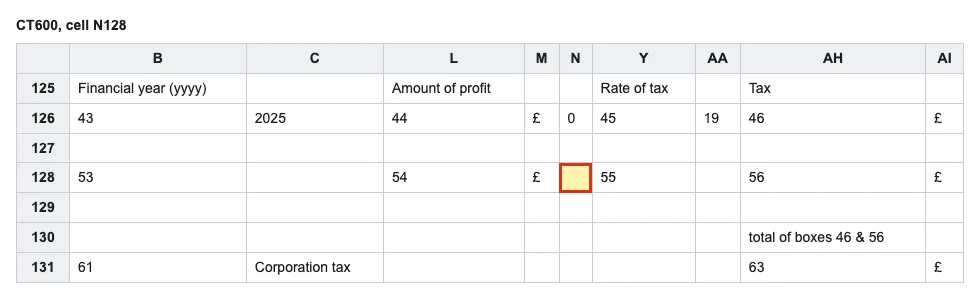 CT600, cell N128
B C L M N Y AA AH AI
125 Financial year (yyyy) Amount of profit Rate of tax Tax
126 43 2025 44 £ 0 45 19 46 £
127
128 53 54 £ 55 56 £
129
130 total of boxes 46 & 56
131 61 Corporation tax 63 £